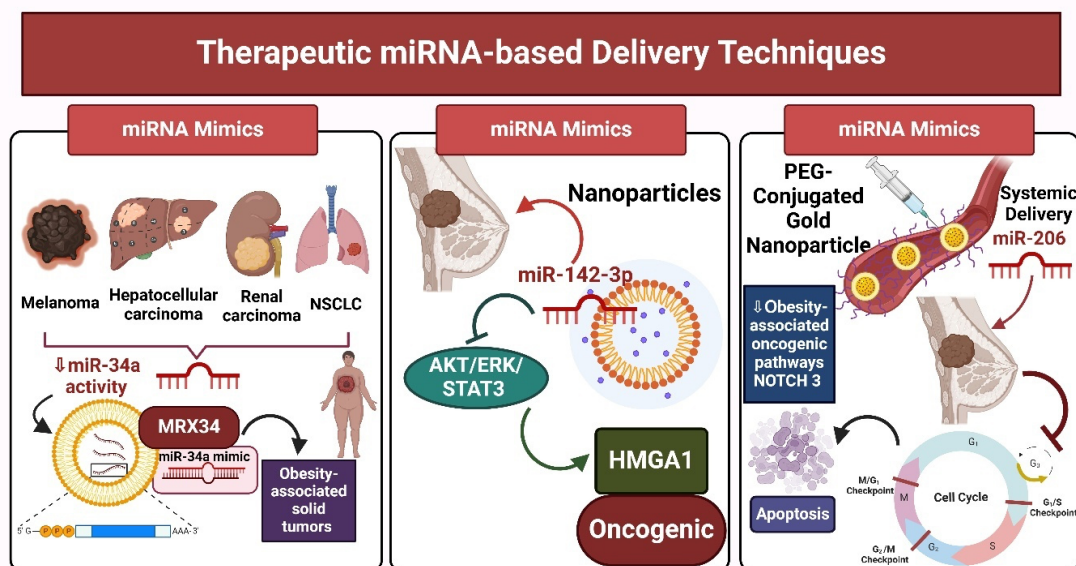 Therapeutic miRNA-based Delivery Techniques
miRNA Mimics
Melanoma
Hepatocellular
carcinoma
Renal
carcinoma
NSCLC
⇩miR-34a
activity
MRX34
miR-34a mimic
Obesity-
associated
solid
tumors
5' G
P P P
AAA-3'
miRNA Mimics
Nanoparticles
miR-142-3p
AKT/ERK/
STAT3
HMGA1
Oncogenic
miRNA Mimics
PEG-
Conjugated
Gold
Nanoparticle
Systemic
Delivery
miR-206
⇩ Obesity-
associated
oncogenic
pathways
NOTCH 3
Apoptosis
Cell Cycle
G₁
G₁/S
Checkpoint
S
G₂
G₂/M
Checkpoint
M
M/G₁
Checkpoint